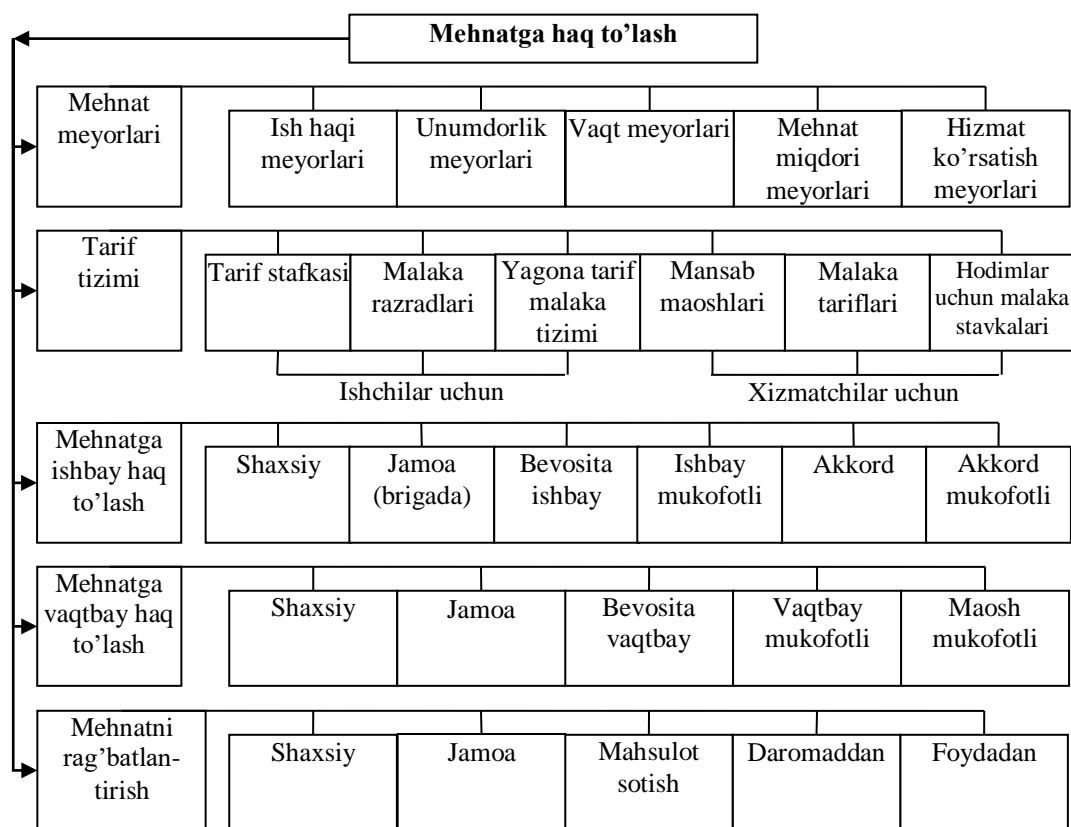 Mehnatga haq to’lash
Mehnat
meyorlari
Ish haqi
meyorlari
Unumdorlik
meyorlari
Vaqt meyorlari
Mehnat
miqdori
meyorlari
Hizmat
ko’rsatish
meyorlari
Tarif
tizimi
Tarif stafkasi
Malaka
razradlari
Yagona tarif
malaka
tizimi
Mansab
maoshlari
Malaka
tariflari
Hodimlar
uchun malaka
stavkalari
Ishchilar uchun
Xizmatchilar uchun
Mehnatga
ishbay haq
to’lash
Shaxsiy
Jamoa
(brigada)
Bevosita
ishbay
Ishbay
mukofotli
Akkord
Akkord
mukofotli
Mehnatga
vaqtbay haq
to’lash
Shaxsiy
Jamoa
Bevosita
vaqtbay
Vaqtbay
mukofotli
Maosh
mukofotli
Mehnatni
rag’batlan-
tirish
Shaxsiy
Jamoa
Mahsulot
sotish
Daromaddan
Foydadan